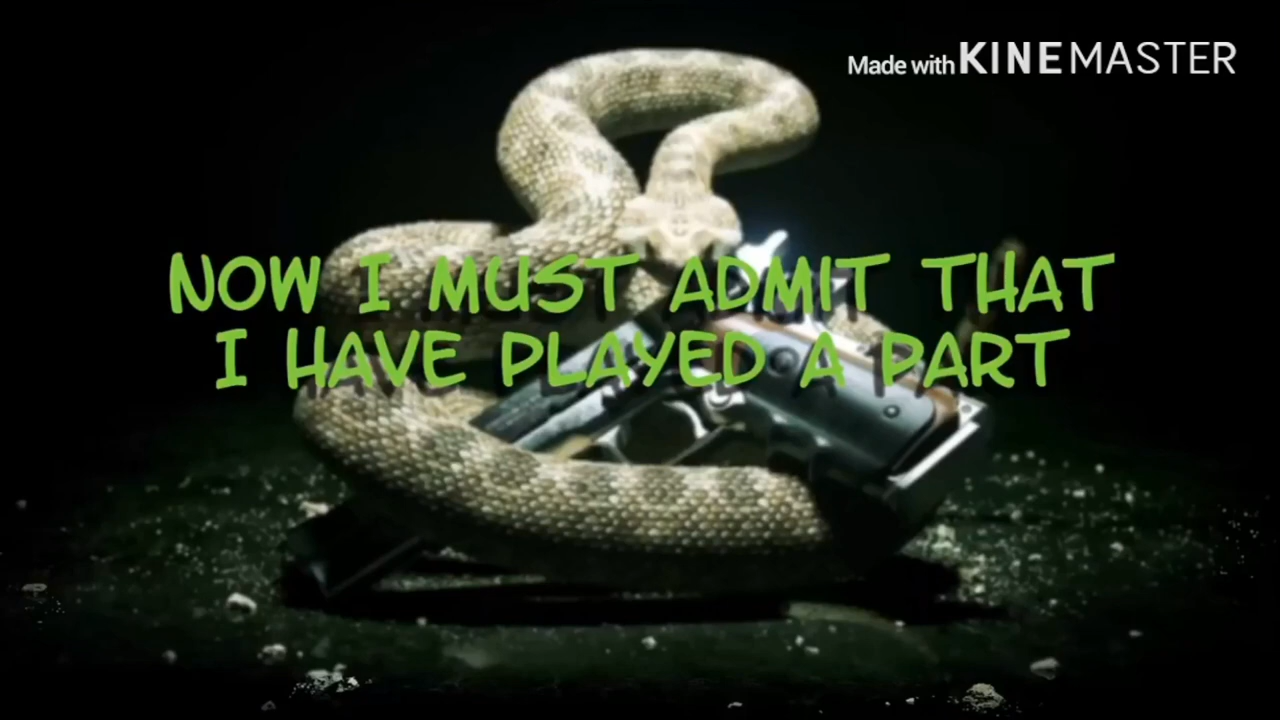 Made with KINEMASTER
NOW I MUST ADMIT THAT
I HAVE PLAYED A PART